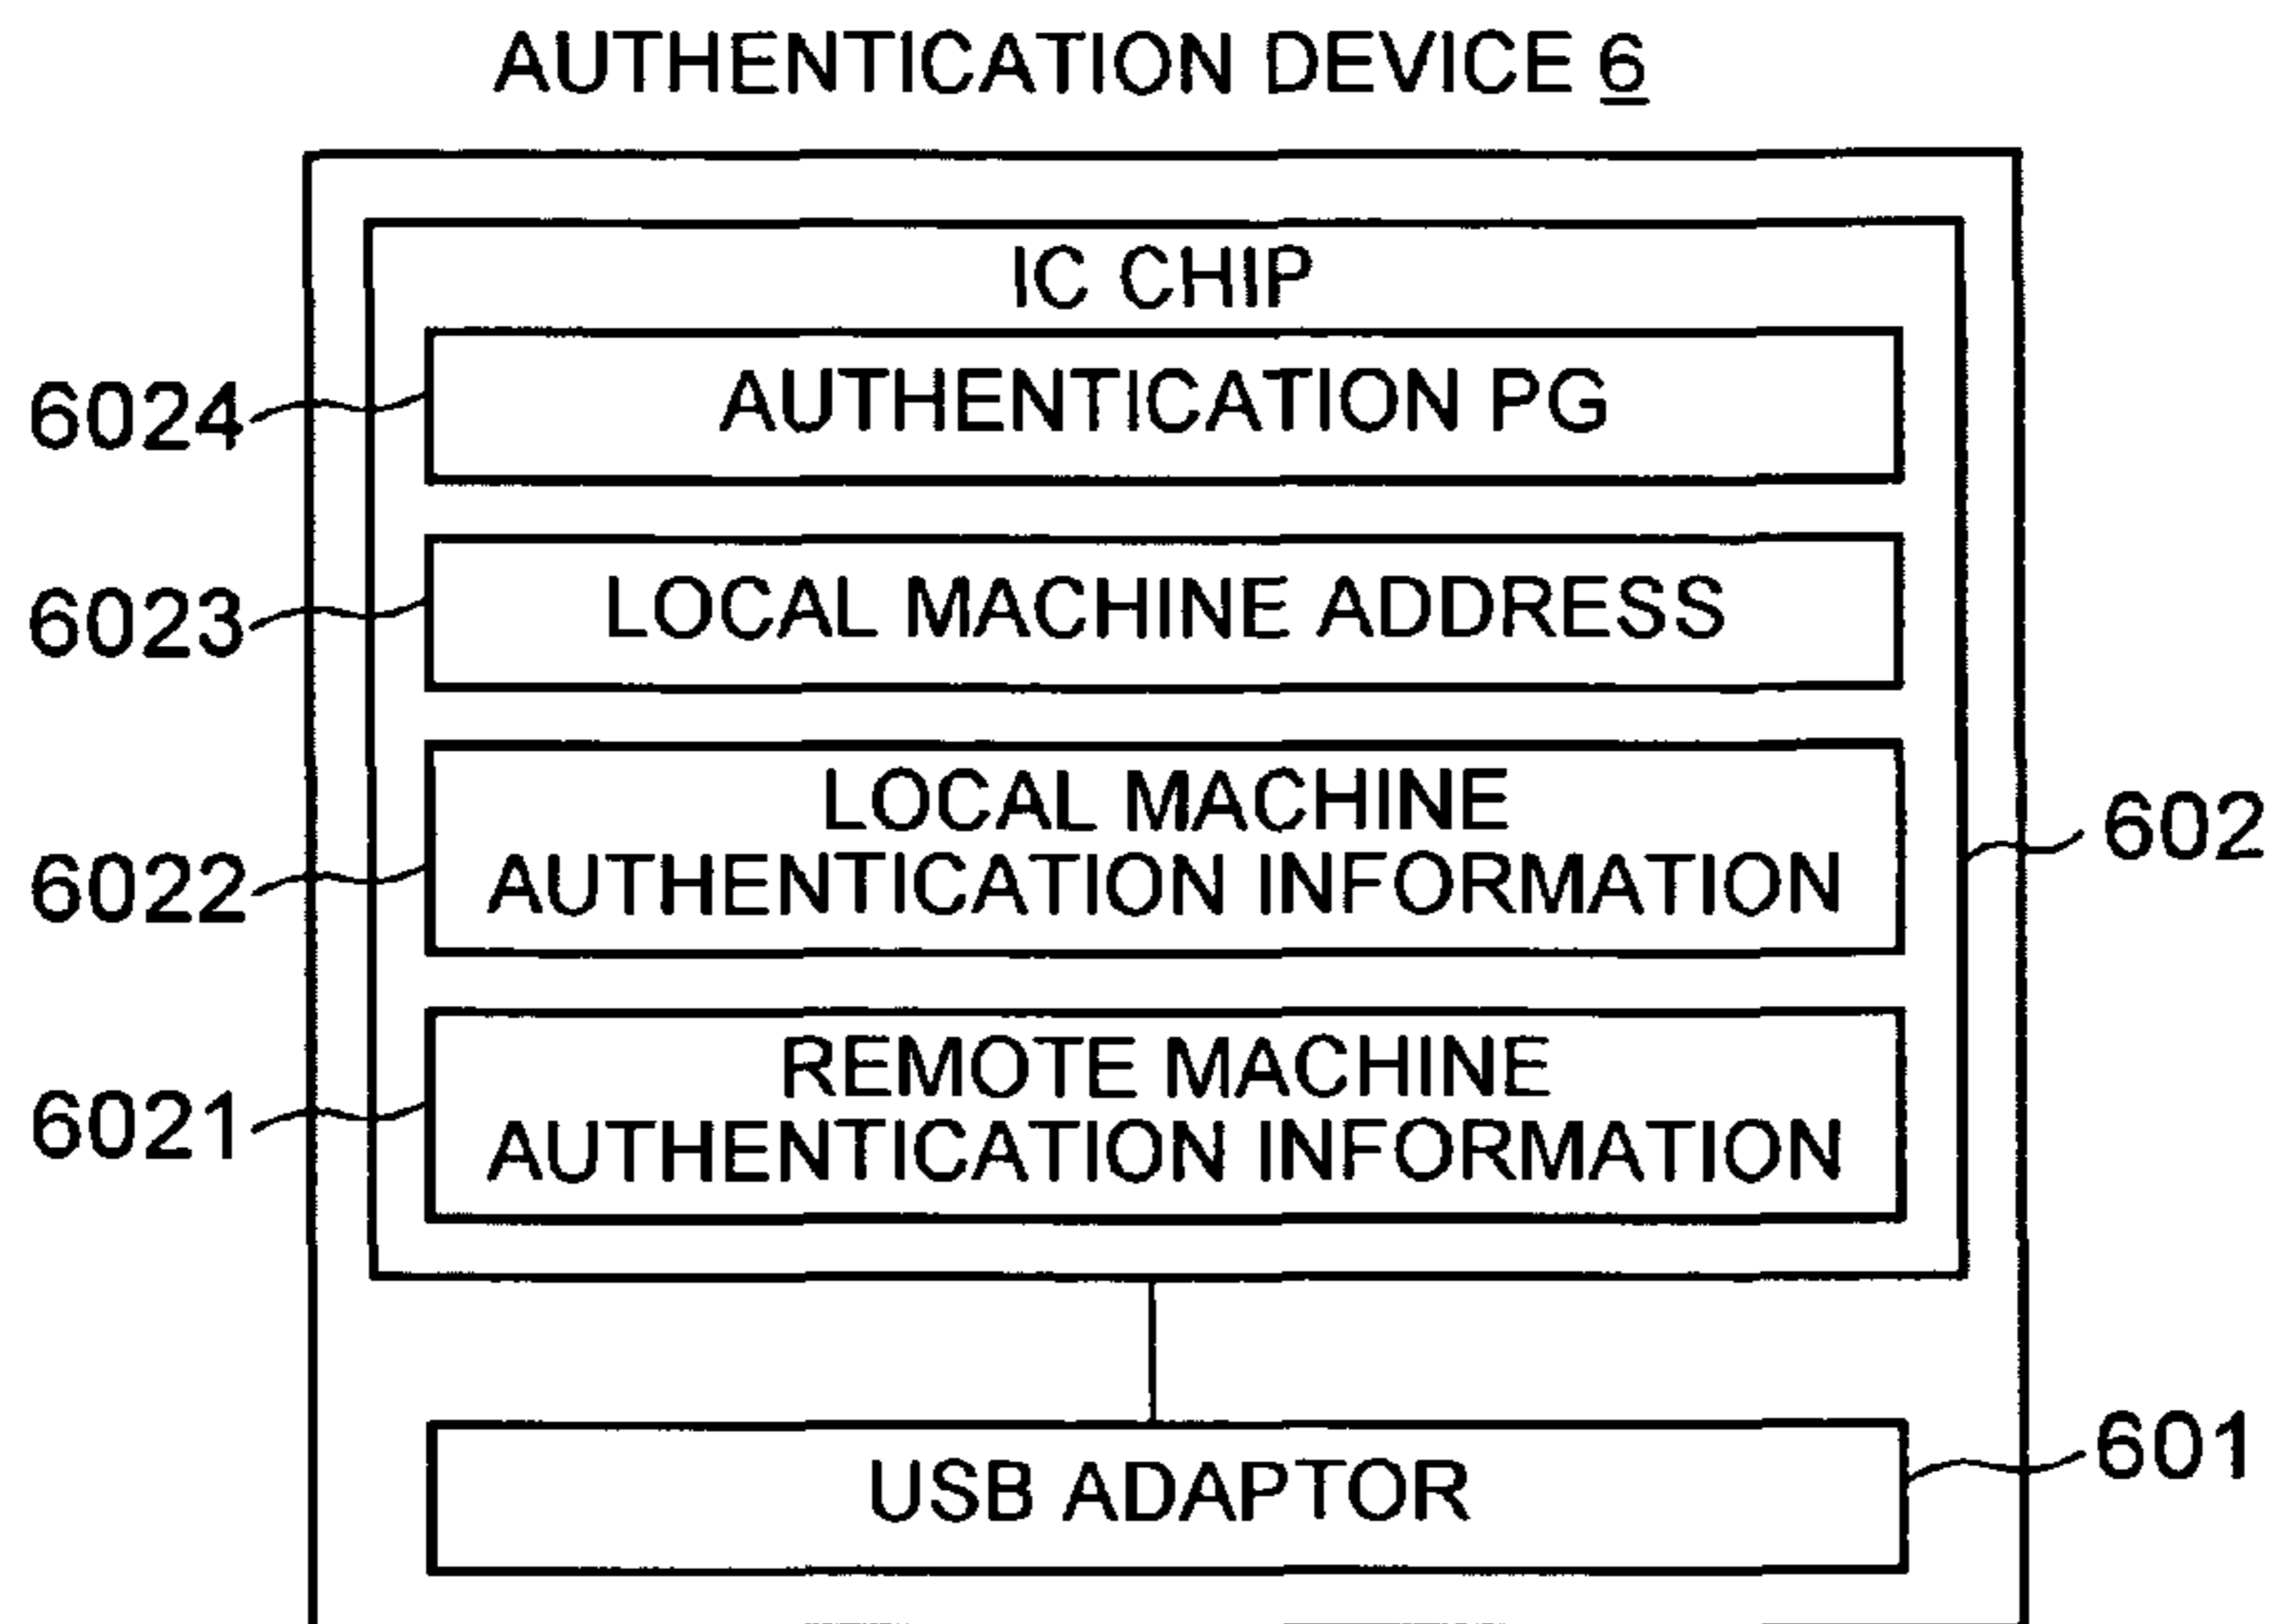 AUTHENTICATION DEVICE 6
IC CHIP
6024
AUTHENTICATION PG
6023
LOCAL MACHINE ADDRESS
6022
LOCAL MACHINE
AUTHENTICATION INFORMATION
602
6021
REMOTE MACHINE
AUTHENTICATION INFORMATION
601
USB ADAPTOR